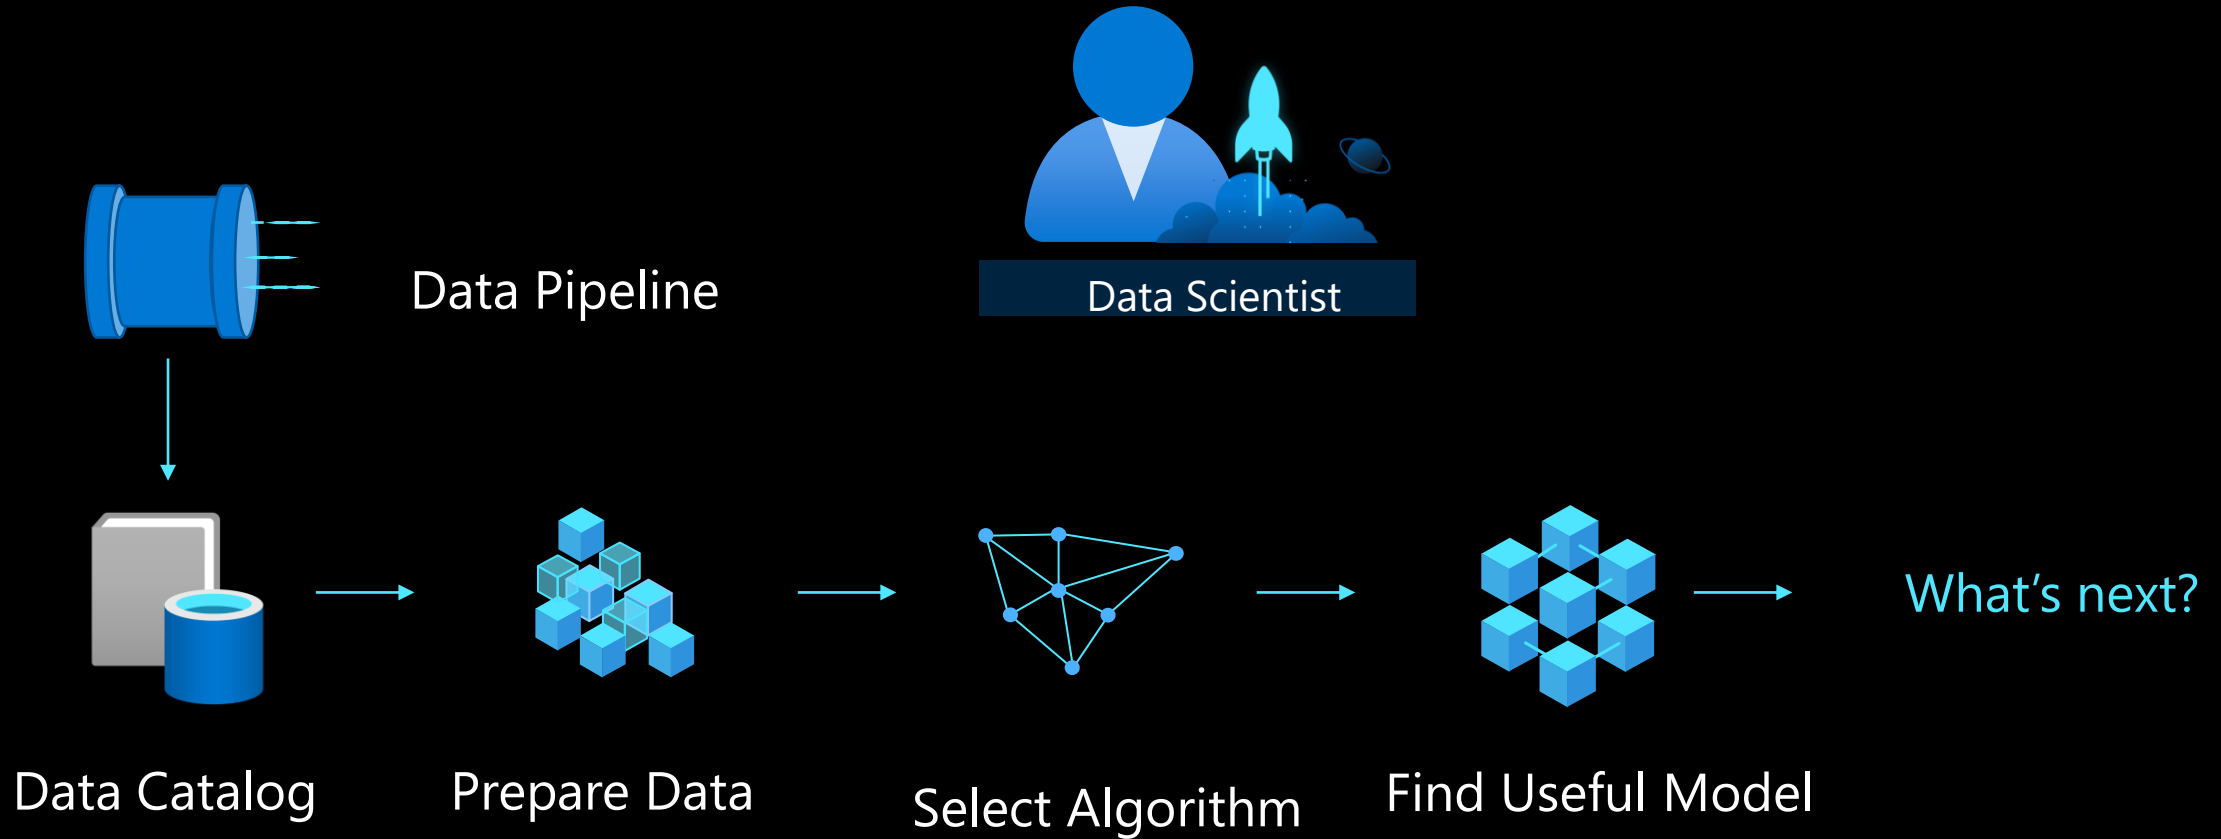 Data Scientist
Data Pipeline
What’s next?
Data Catalog
Prepare Data
Select Algorithm
Find Useful Model